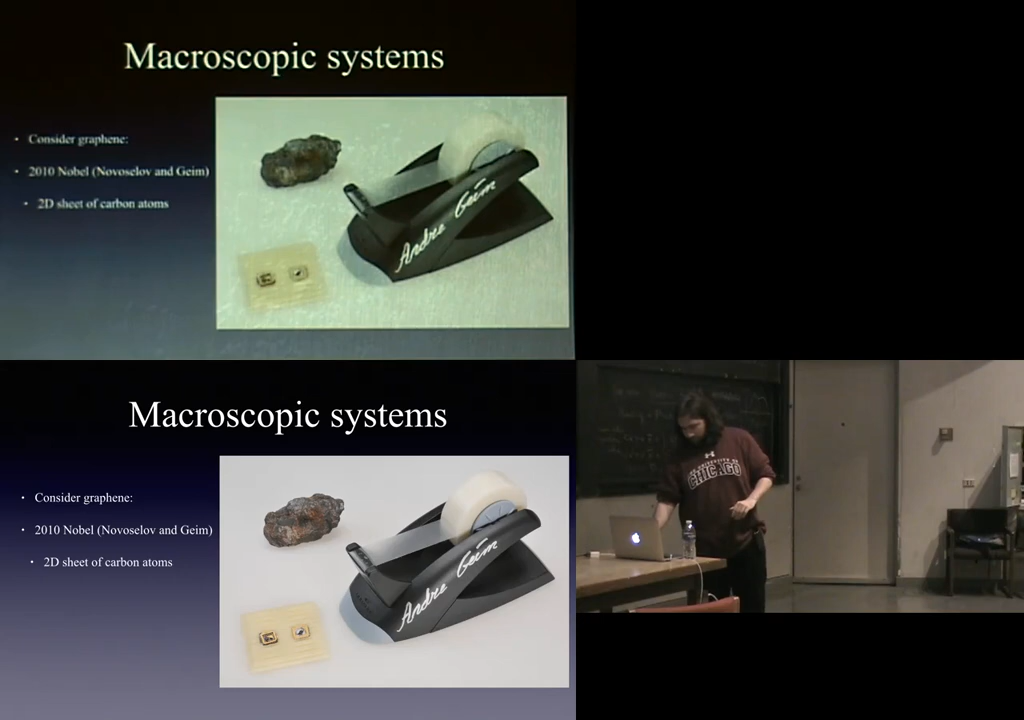 Macroscopic systems
• Consider graphene:
• 2010 Nobel (Novoselov and Geim)
• 2D sheet of carbon atoms
Andre Geim
Macroscopic systems
• Consider graphene:
• 2010 Nobel (Novoselov and Geim)
• 2D sheet of carbon atoms
Andre Geim
CHICAGO